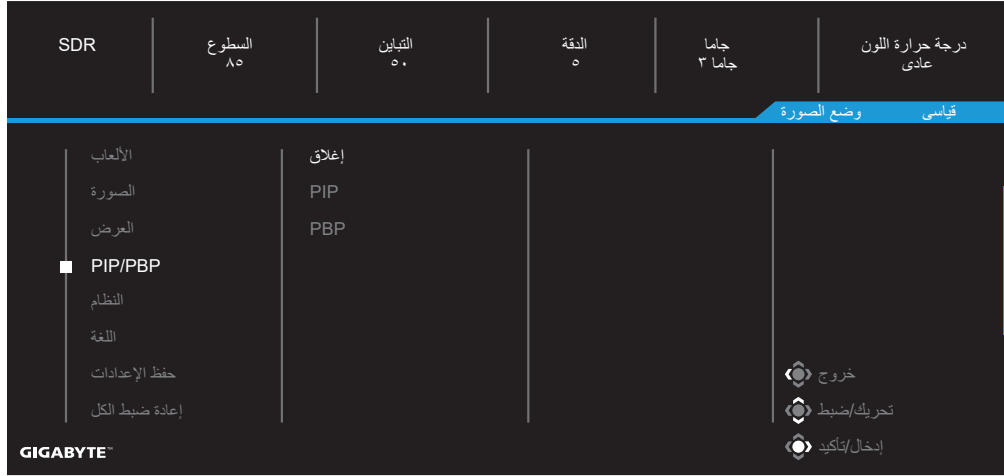 SDR
السطوع
٨٥
التباين
٥٠
الدقة
٥
جاما
جاما ٣
درجة حرارة اللون
عادى
وضع الصورة قياسى
الألعاب
الصورة
العرض
PIP/PBP
النظام
اللغة
حفظ الإعدادات
إعادة ضبط الكل
إغلاق
PIP
PBP
خروج
تحريك/ضبط
إدخال/تأكيد
GIGABYTE™